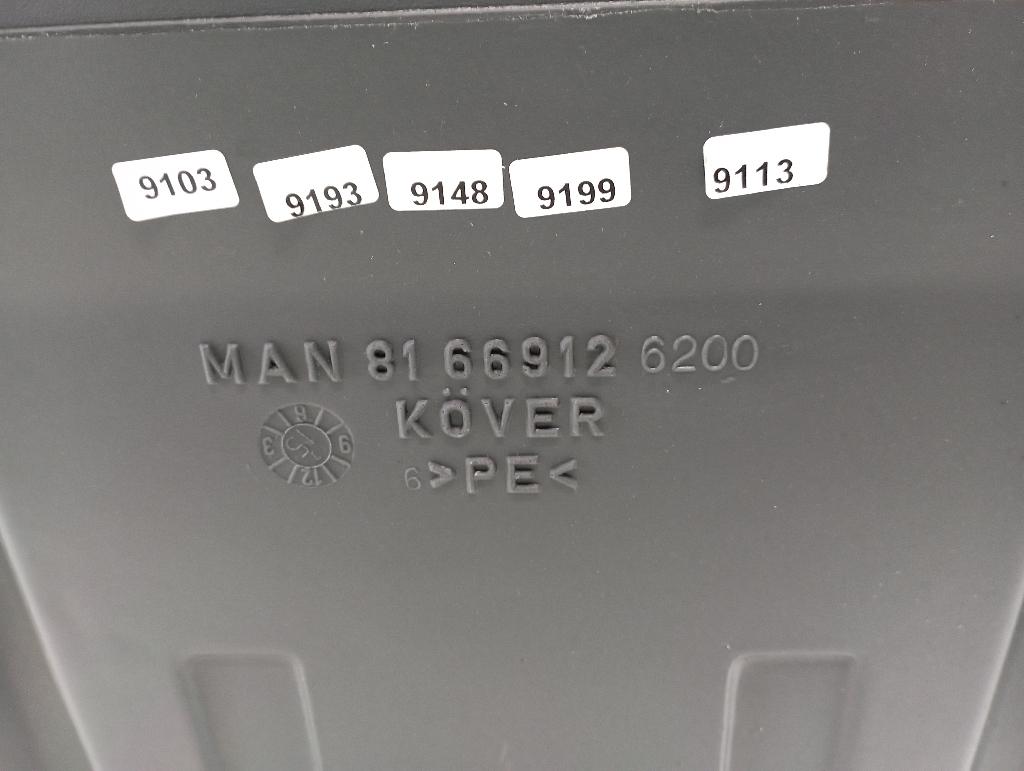 9103 9193 9148 9199 9113
MAN 81 66912 6200
KÖVER
6 >PE<